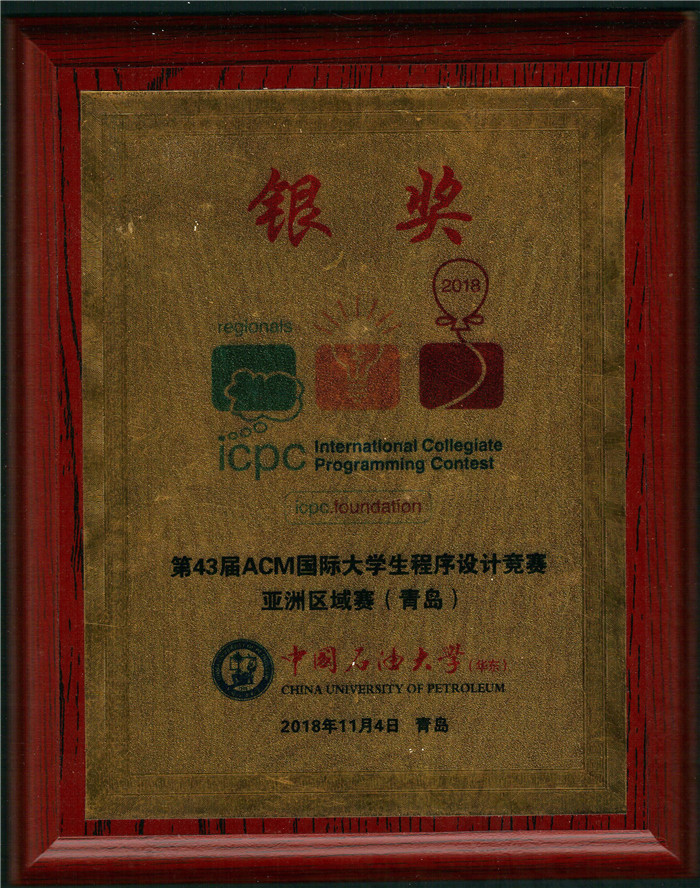 银奖
2018
regionals
icpc International Collegiate
Programming Contest
icpc.foundation
第43届ACM国际大学生程序设计竞赛
亚洲区域赛（青岛）
中国石油大学（华东）
CHINA UNIVERSITY OF PETROLEUM
2018年11月4日 青岛